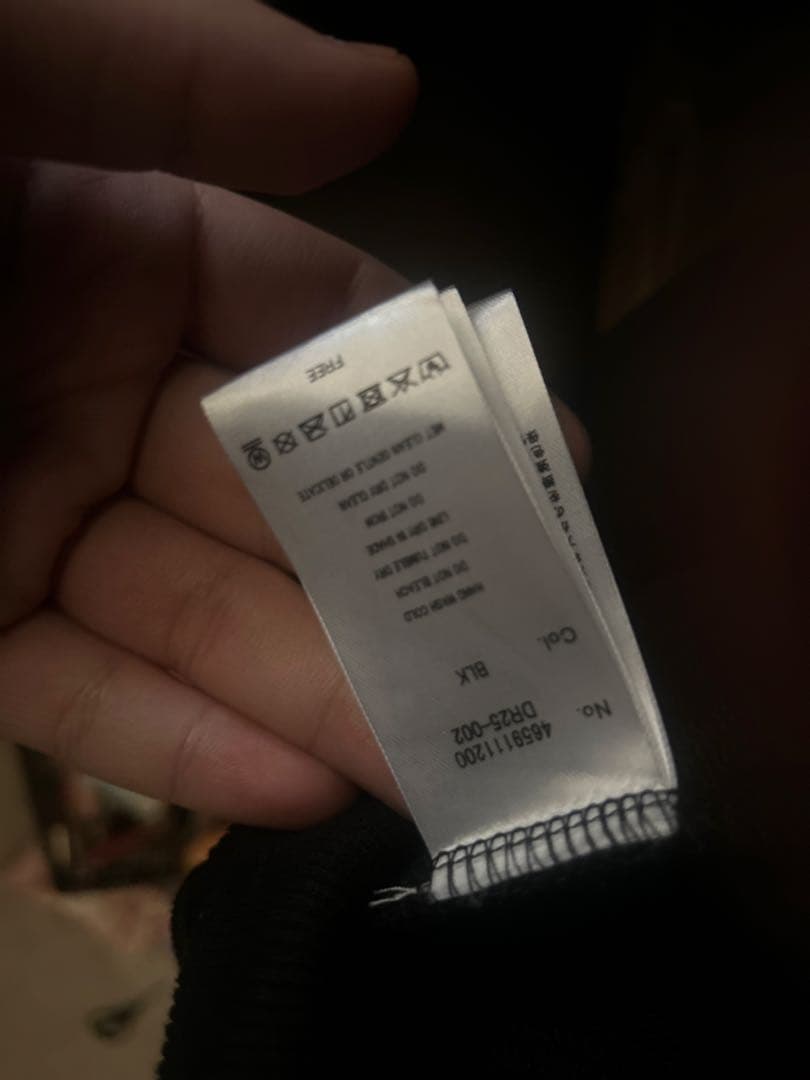 No. 4659111200
DR25-002
Col. BLK
HAND WASH COLD
DO NOT BLEACH
DO NOT TUMBLE DRY
LINE DRY IN SHADE
DO NOT IRON
DO NOT DRY CLEAN
WET CLEAN GENTLE OR DELICATE
W
FREE